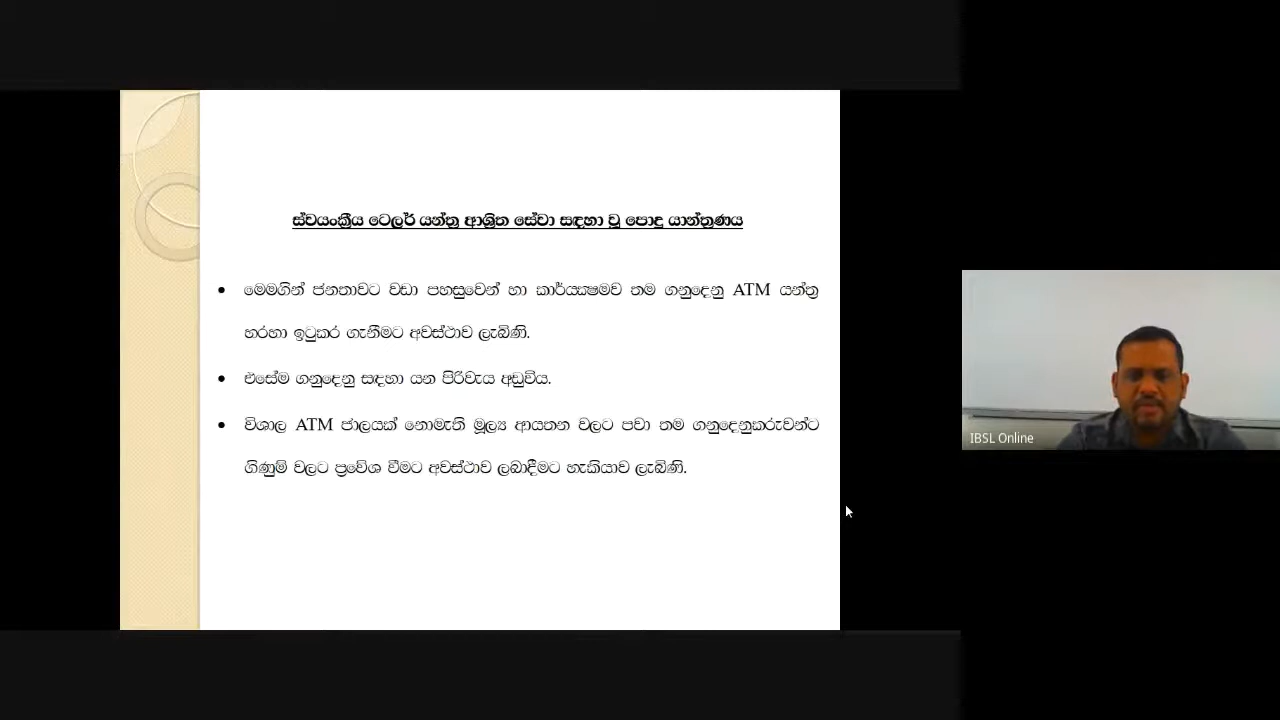 ස්වයංක්‍රීය ටෙලර් යන්ත්‍ර ආශ්‍රිත සේවා සඳහා වූ පොදු යාන්ත්‍රණය
• මෙමගින් ජනතාවට වඩා පහසුවෙන් හා කාර්යක්‍ෂමව තම ගනුදෙනු ATM යන්ත්‍ර
හරහා ඉටුකර ගැනීමට අවස්ථාව ලැබිණි.
• එසේම ගනුදෙනු සඳහා යන පිරිවැය අඩුවිය.
• විශාල ATM ජාලයක් නොමැති මූල්‍ය ආයතන වලට පවා තම ගනුදෙනුකරුවන්ට
ගිණුම් වලට ප්‍රවේශ වීමට අවස්ථාව ලබාදීමට හැකියාව ලැබිණි.
IBSL Online